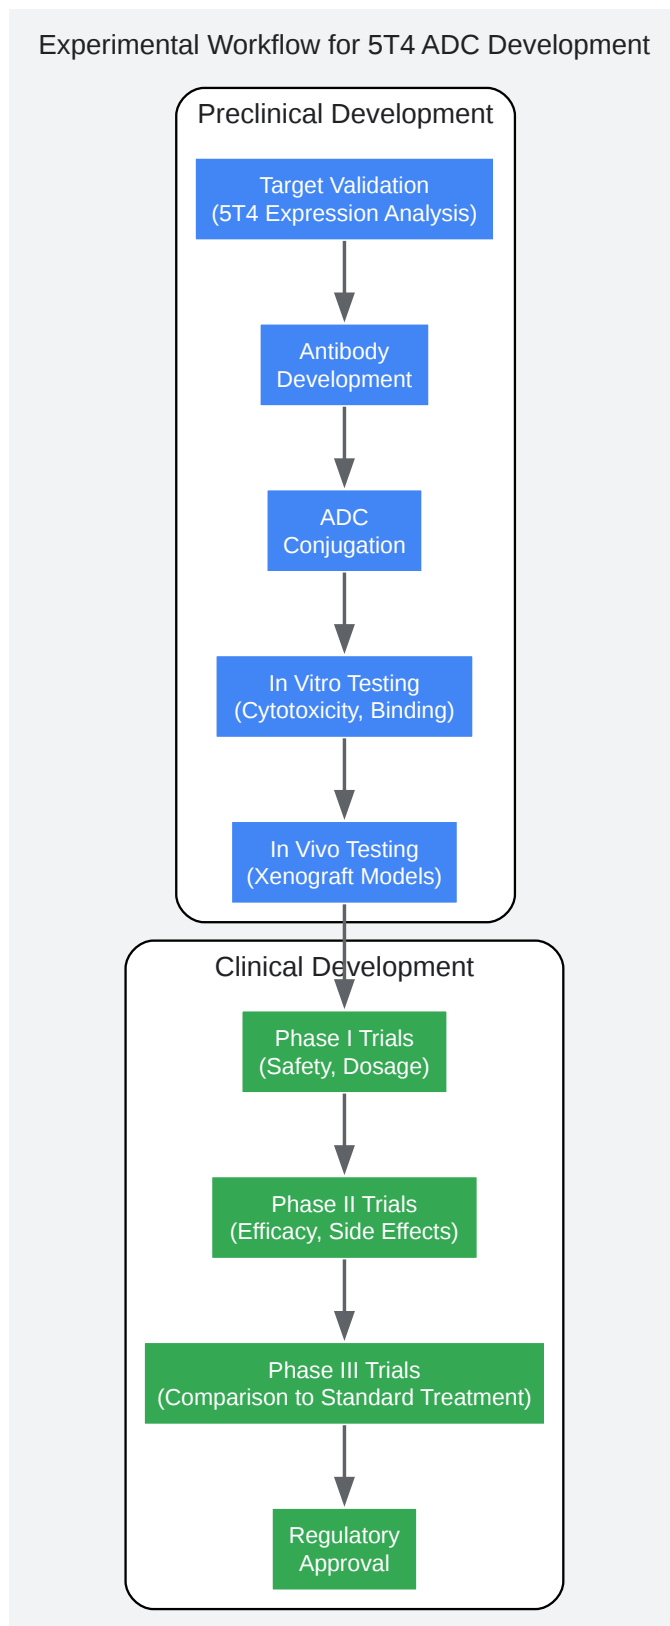 Experimental Workflow for 5T4 ADC Development
Preclinical Development
Target Validation
(5T4 Expression Analysis)
Antibody
Development
ADC
Conjugation
In Vitro Testing
(Cytotoxicity, Binding)
In Vivo Testing
(Xenograft Models)
Clinical Development
Phase I Trials
(Safety, Dosage)
Phase II Trials
(Efficacy, Side Effects)
Phase III Trials
(Comparison to Standard Treatment)
Regulatory
Approval